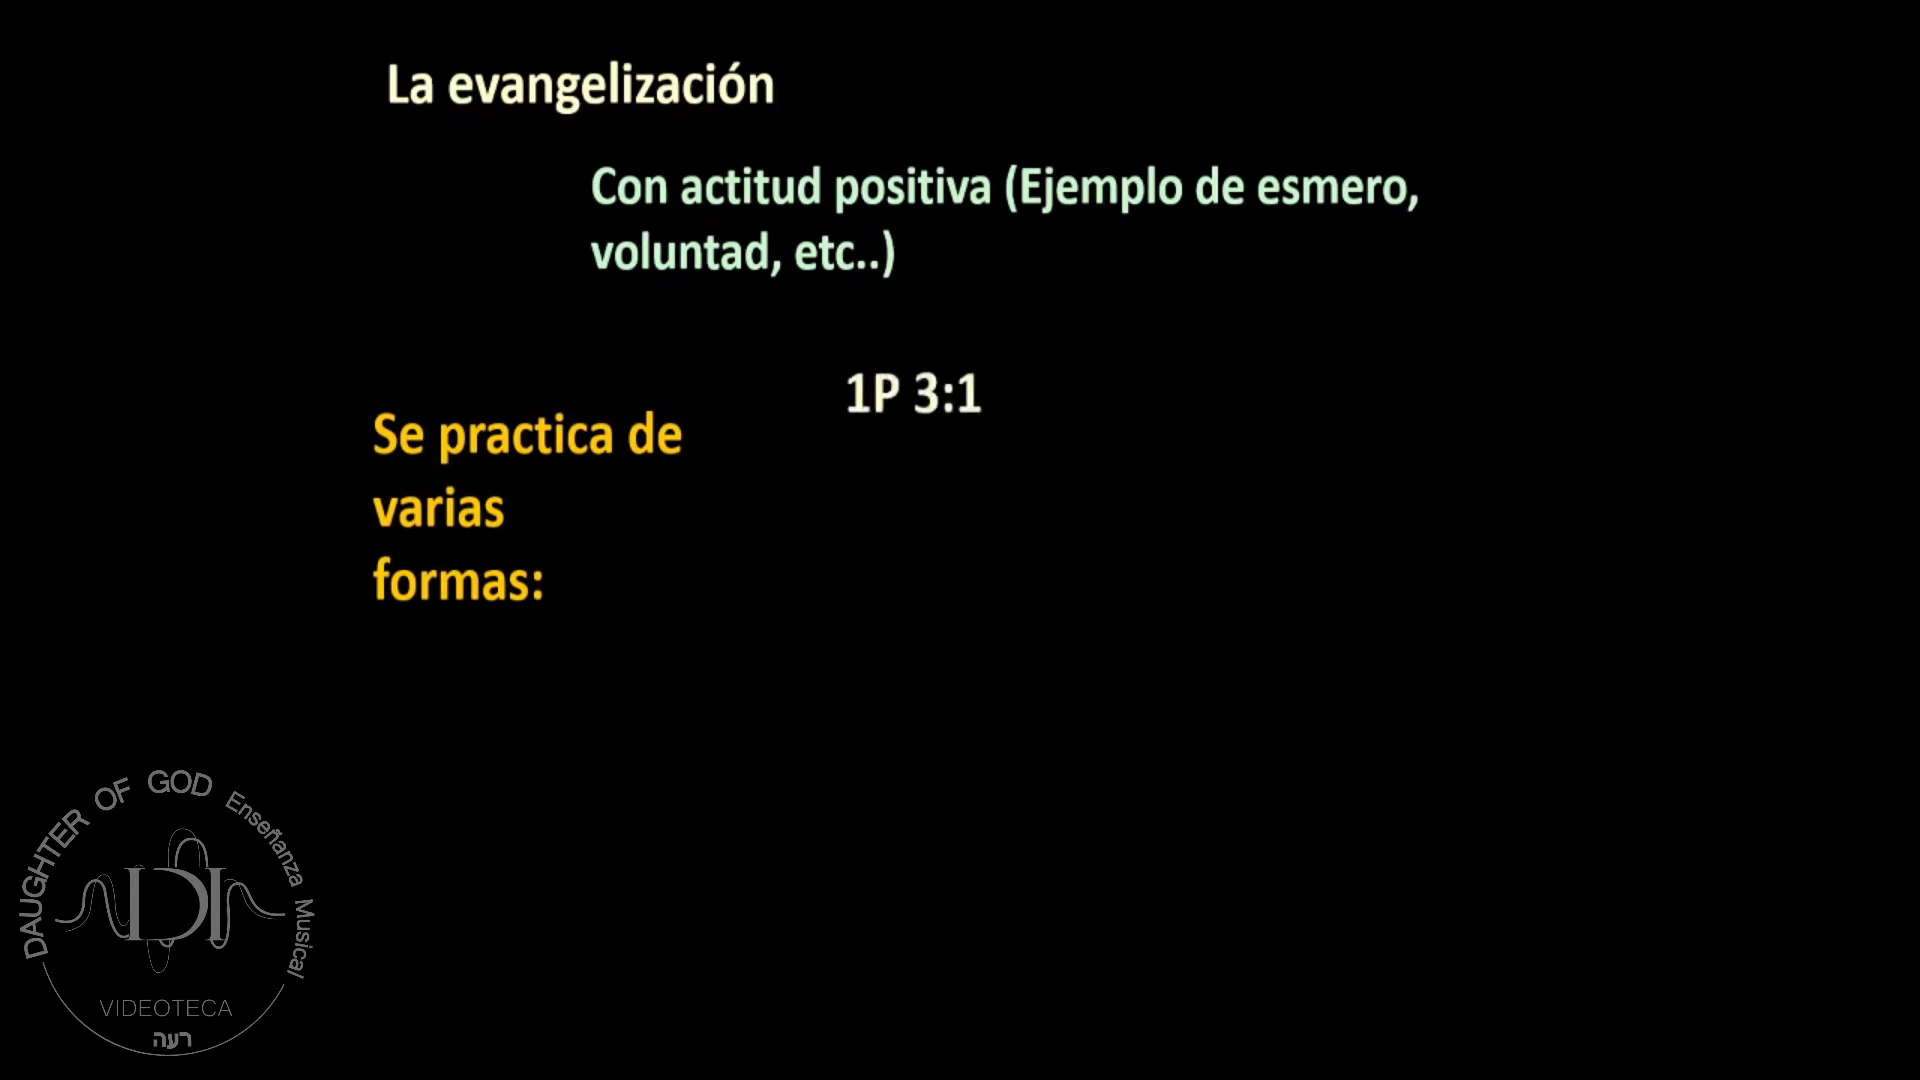 La evangelización
Con actitud positiva (Ejemplo de esmero,
voluntad, etc..)
1P 3:1
Se practica de
varias
formas:
DAUGHTER OF GOD Enseñanza Musical
DI
VIDEOTECA
רעה